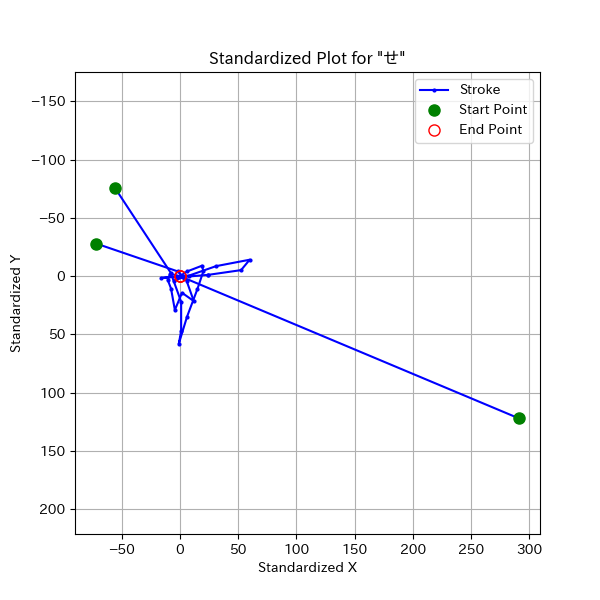 Standardized Plot for "せ"
Stroke
Start Point
End Point
Standardized Y
−150
−100
−50
0
50
100
150
200
−50 0 50 100 150 200 250 300
Standardized X